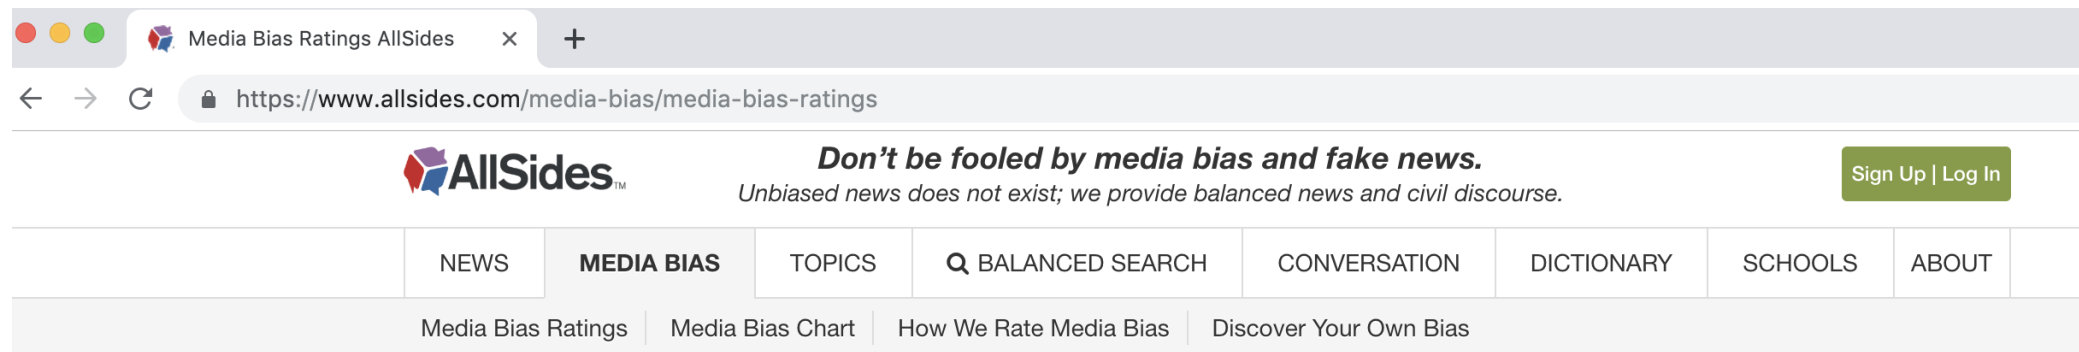 Media Bias Ratings AllSides
https://www.allsides.com/media-bias/media-bias-ratings
AllSides™
Don't be fooled by media bias and fake news.
Unbiased news does not exist; we provide balanced news and civil discourse.
Sign Up | Log In
NEWS MEDIA BIAS TOPICS BALANCED SEARCH CONVERSATION DICTIONARY SCHOOLS ABOUT
Media Bias Ratings Media Bias Chart How We Rate Media Bias Discover Your Own Bias